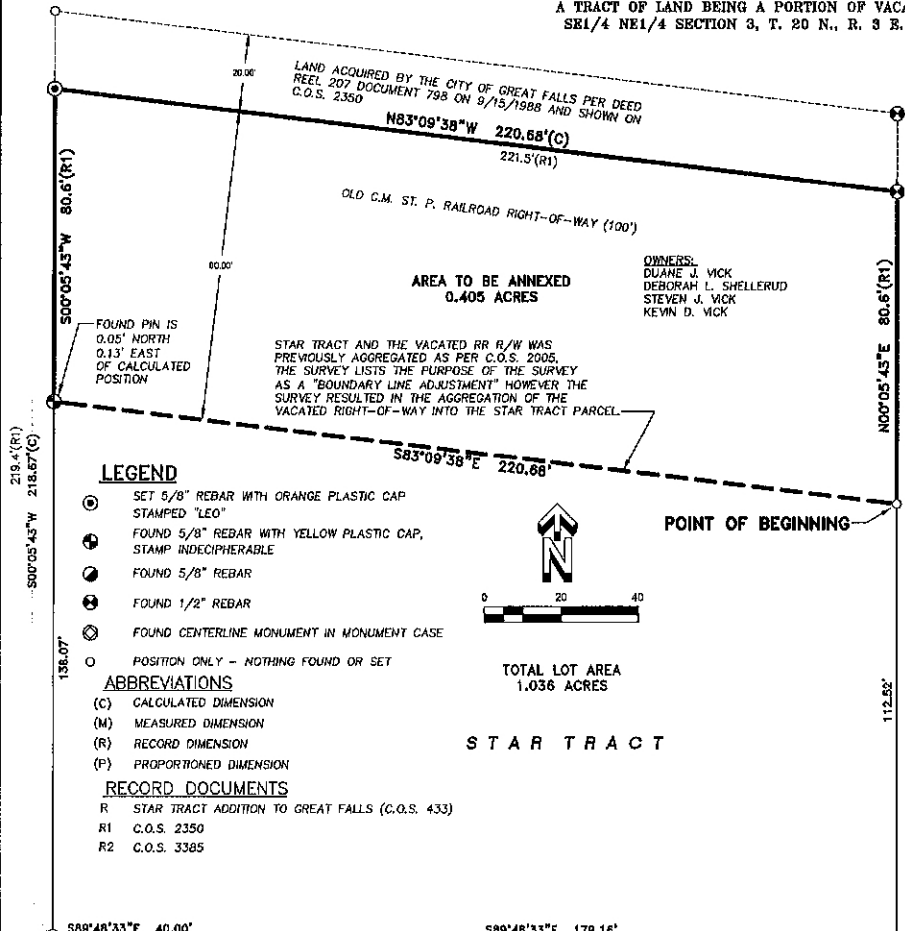 A TRACT OF LAND BEING A PORTION OF
SE1/4 NE1/4 SECTION 3, T. 20 N., R. 3 E.
20.00'
LAND ACQUIRED BY THE CITY OF GREAT FALLS PER DEED
REEL 207 DOCUMENT 798 ON 9/15/1988 AND SHOWN ON
C.O.S. 2350
N83°09'38"W 220.68'(C)
221.5'(R1)
S00°05'43"W 80.6'(R1)
OLD C.M. ST. P. RAILROAD RIGHT-OF-WAY (100')
80.00'
AREA TO BE ANNEXED
0.405 ACRES
OWNERS:
DUANE J. VICK
DEBORAH L. SHELLERUD
STEVEN J. VICK
KEVIN D. VICK
N00°05'43"E 80.6'(R1)
FOUND PIN IS
0.05' NORTH
0.13' EAST
OF CALCULATED
POSITION
STAR TRACT AND THE VACATED RR R/W WAS
PREVIOUSLY AGGREGATED AS PER C.O.S. 2005,
THE SURVEY LISTS THE PURPOSE OF THE SURVEY
AS A "BOUNDARY LINE ADJUSTMENT" HOWEVER THE
SURVEY RESULTED IN THE AGGREGATION OF THE
VACATED RIGHT-OF-WAY INTO THE STAR TRACT PARCEL
S83°09'38"E 220.68'
219.4'(R1)
S00°05'43"W 218.67'(C)
LEGEND
SET 5/8" REBAR WITH ORANGE PLASTIC CAP
STAMPED "LEO"
FOUND 5/8" REBAR WITH YELLOW PLASTIC CAP,
STAMP INDECIPHERABLE
FOUND 5/8" REBAR
FOUND 1/2" REBAR
FOUND CENTERLINE MONUMENT IN MONUMENT CASE
POSITION ONLY - NOTHING FOUND OR SET
POINT OF BEGINNING
N
0 20 40
138.07'
TOTAL LOT AREA
1.036 ACRES
112.52'
ABBREVIATIONS
(C) CALCULATED DIMENSION
(M) MEASURED DIMENSION
(R) RECORD DIMENSION
(P) PROPORTIONED DIMENSION
STAR TRACT
RECORD DOCUMENTS
R STAR TRACT ADDITION TO GREAT FALLS (C.O.S. 433)
R1 C.O.S. 2350
R2 C.O.S. 3385
S89°48'33"E 40.00'
S89°48'33"E 179.16'